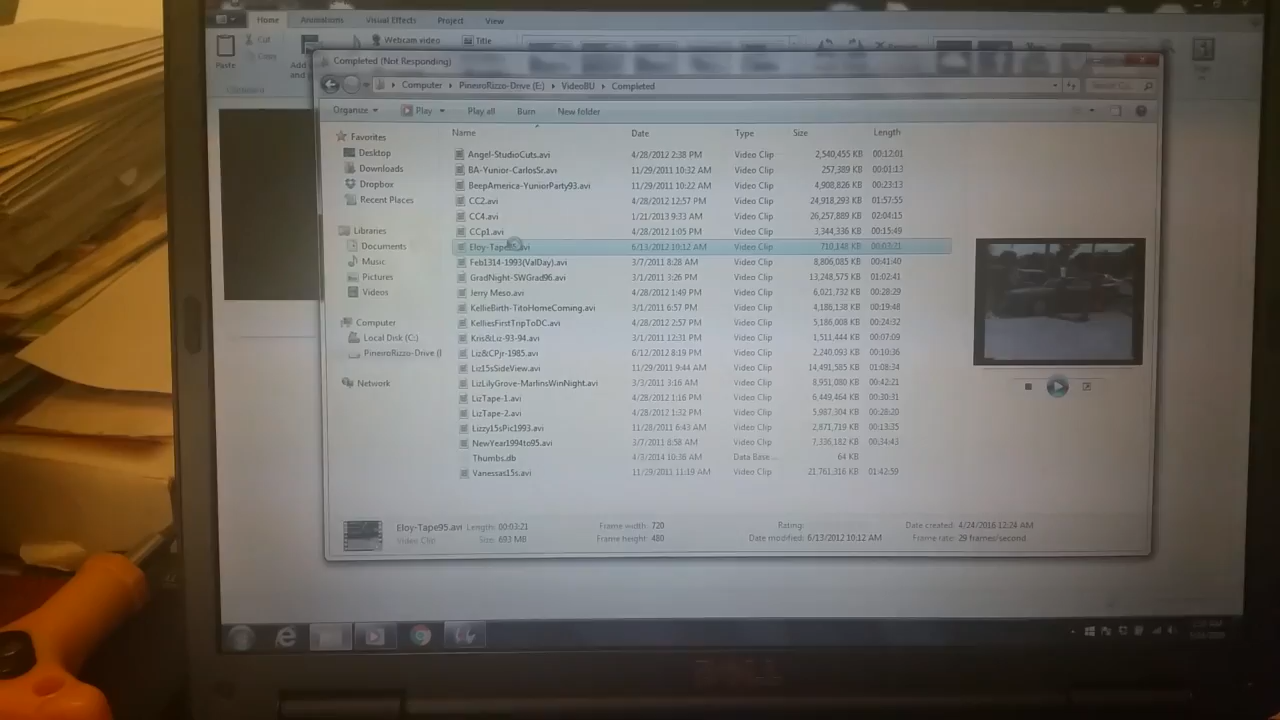 Home Animations Visual Effects Project View
Cut Webcam video Title
Paste Copy Add
Clipboard
Completed (Not Responding)
Computer PineiroRizzo-Drive (E:) VideoBU Completed
Organize Play Play all Burn New folder
Name Date Type Size Length
Favorites
Desktop
Downloads
Dropbox
Recent Places
Libraries
Documents
Music
Pictures
Videos
Computer
Local Disk (C:)
PineiroRizzo-Drive (I
Network
Angel-StudioCuts.avi 4/28/2012 2:38 PM Video Clip 2,540,455 KB 00:12:01
BA-Yunior-CarlosSr.avi 11/29/2011 10:32 AM Video Clip 257,389 KB 00:01:13
BeepAmerica-YuniorParty93.avi 11/29/2011 10:22 AM Video Clip 4,908,826 KB 00:23:13
CC2.avi 4/28/2012 12:57 PM Video Clip 24,918,293 KB 01:57:55
CC4.avi 1/21/2013 9:33 AM Video Clip 26,257,889 KB 02:04:15
CCp1.avi 4/28/2012 1:05 PM Video Clip 3,344,336 KB 00:15:49
Eloy-Tape95.avi 6/13/2012 10:12 AM Video Clip 710,148 KB 00:03:21
Feb1314-1993(ValDay).avi 3/7/2011 8:28 AM Video Clip 8,806,085 KB 00:41:40
GradNight-SWGrad96.avi 3/1/2011 3:26 PM Video Clip 13,248,575 KB 01:02:41
Jerry Meso.avi 4/28/2012 1:49 PM Video Clip 6,021,732 KB 00:28:29
KellieBirth-TitoHomeComing.avi 3/1/2011 6:57 PM Video Clip 4,186,138 KB 00:19:48
KelliesFirstTripToDC.avi 4/28/2012 2:57 PM Video Clip 5,186,008 KB 00:24:32
Kris&Liz-93-94.avi 3/1/2011 12:31 PM Video Clip 1,511,444 KB 00:07:09
Liz&CPjr-1985.avi 6/12/2012 8:19 PM Video Clip 2,240,093 KB 00:10:36
Liz15sSideView.avi 11/29/2011 9:44 AM Video Clip 14,491,585 KB 01:08:34
LizLilyGrove-MarlinsWinNight.avi 3/3/2011 3:16 AM Video Clip 8,951,080 KB 00:42:21
LizTape-1.avi 4/28/2012 1:16 PM Video Clip 6,449,464 KB 00:30:31
LizTape-2.avi 4/28/2012 1:32 PM Video Clip 5,987,304 KB 00:28:20
Lizzy15sPic1993.avi 11/28/2011 6:43 AM Video Clip 2,871,719 KB 00:13:35
NewYear1994to95.avi 3/7/2011 6:58 AM Video Clip 7,336,182 KB 00:34:43
Thumbs.db 4/3/2014 10:36 AM Data Base ... 64 KB
Vanessas15s.avi 11/29/2011 11:19 AM Video Clip 21,761,316 KB 01:42:59
Eloy-Tape95.avi Length: 00:03:21 Frame width: 720 Rating: Date created: 4/24/2016 12:24 AM
Video Clip Size: 693 MB Frame height: 480 Date modified: 6/13/2012 10:12 AM Frame rate: 29 frames/second
DELL